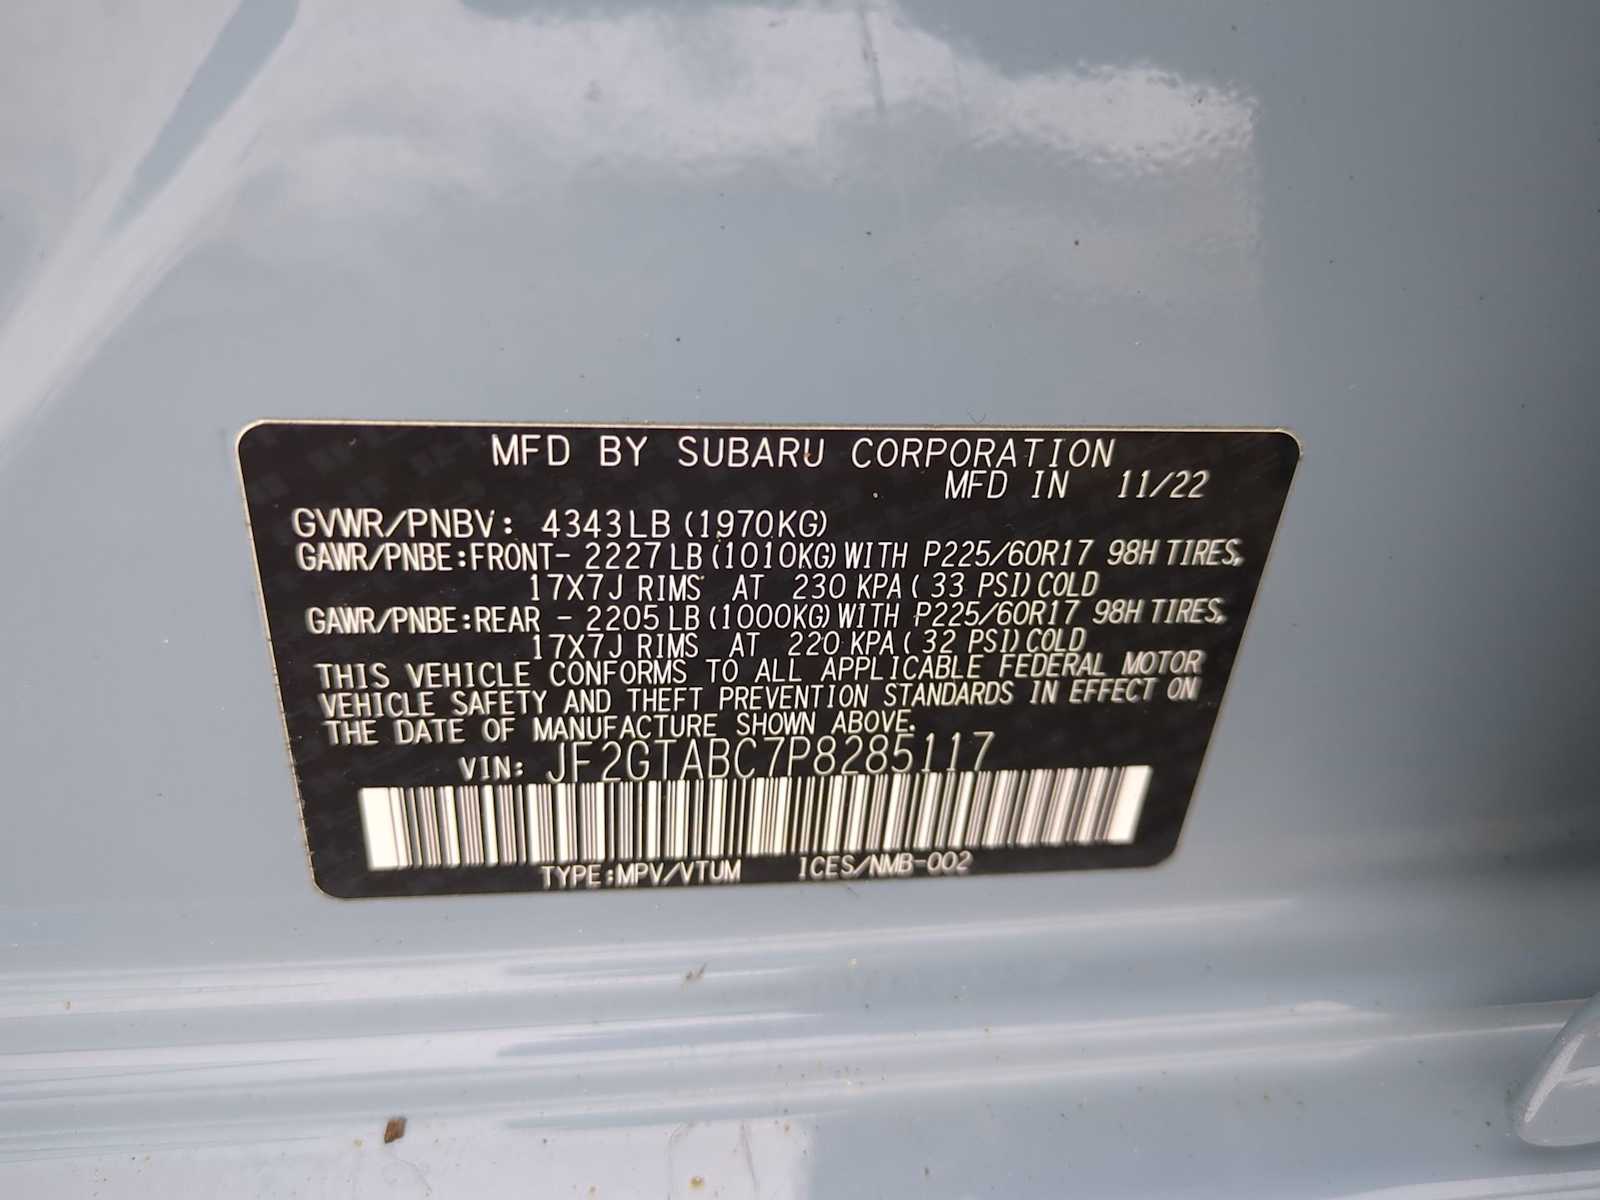 MFD BY SUBARU CORPORATION
MFD IN 11/22
GVWR/PNBV: 4343LB(1970KG)
GAWR/PNBE:FRONT- 2227LB(1010KG)WITH P225/60R17 98H TIRES,
17X7J RIMS AT 230 KPA( 33 PSI)COLD
GAWR/PNBE:REAR - 2205LB(1000KG)WITH P225/60R17 98H TIRES,
17X7J RIMS AT 220 KPA( 32 PSI)COLD
THIS VEHICLE CONFORMS TO ALL APPLICABLE FEDERAL MOTOR
VEHICLE SAFETY AND THEFT PREVENTION STANDARDS IN EFFECT ON
THE DATE OF MANUFACTURE SHOWN ABOVE.
VIN: JF2GTABC7P8285117
TYPE:MPV/VTUM ICES/NMB-002